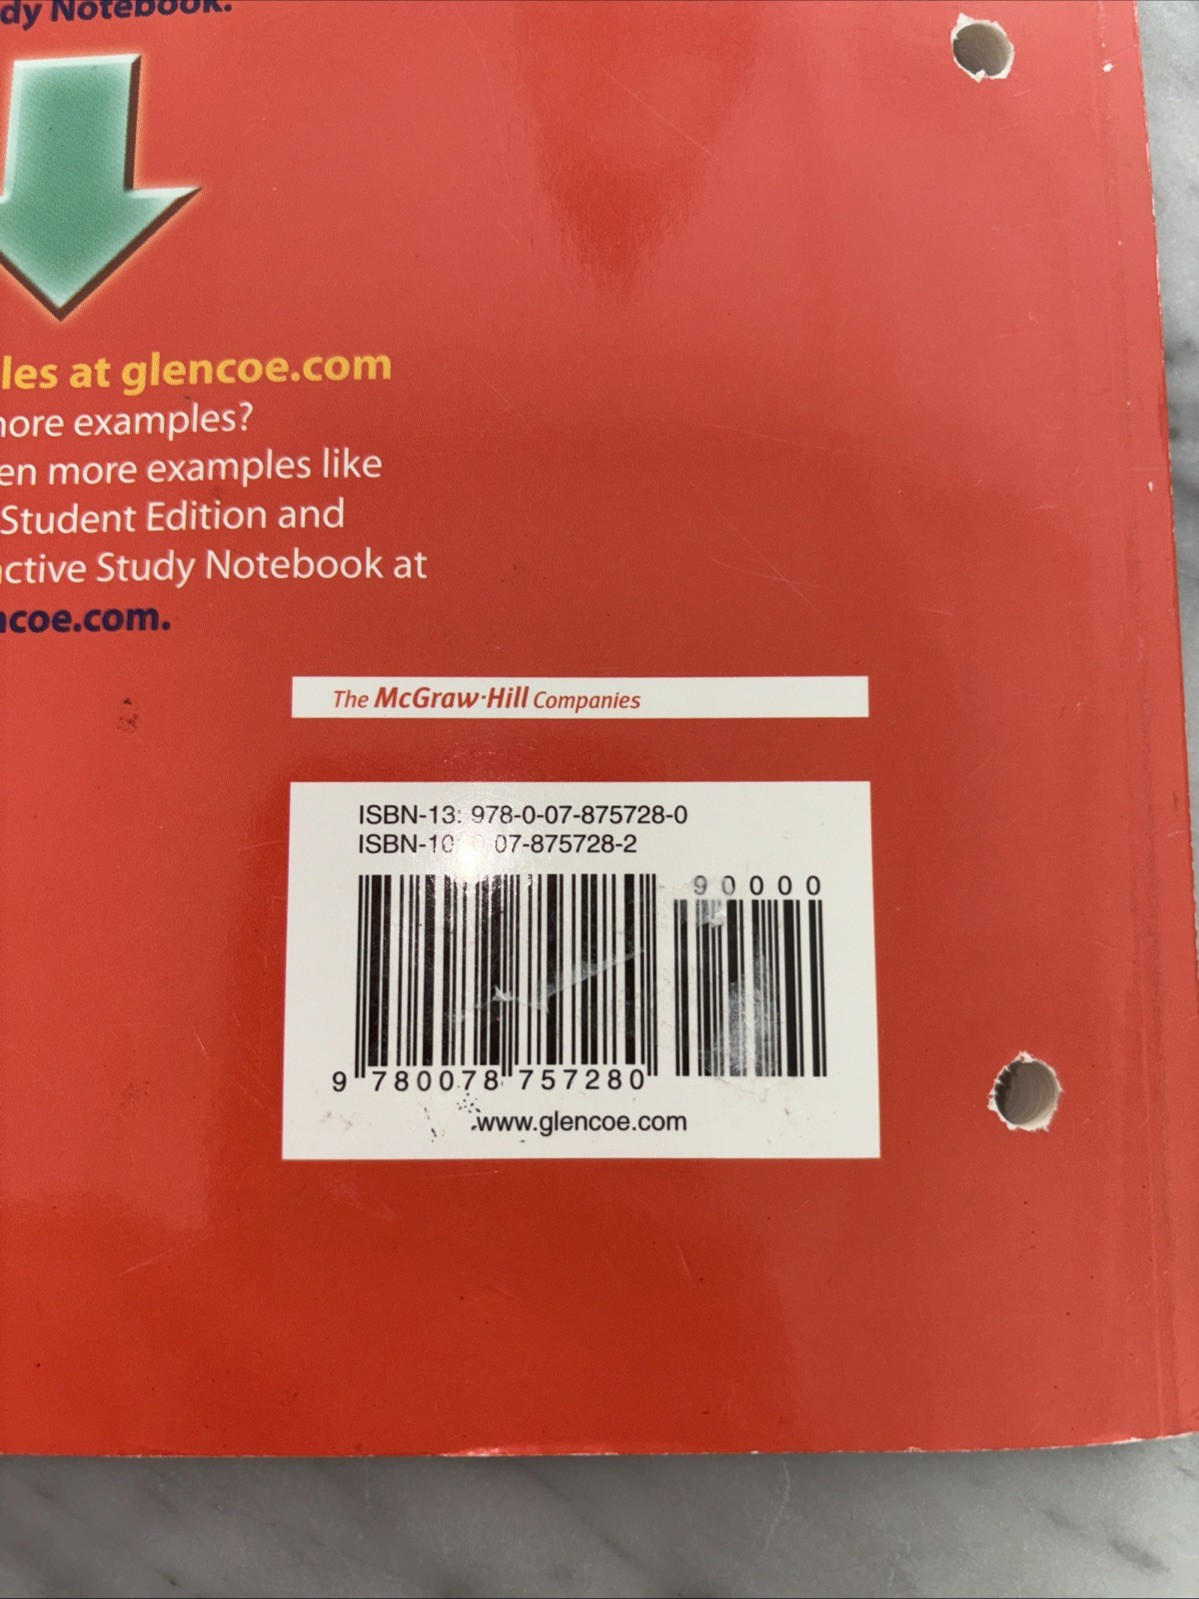 dy Notebook.
les at glencoe.com
ore examples?
en more examples like
Student Edition and
ctive Study Notebook at
coe.com.
The McGraw·Hill Companies
ISBN-13: 978-0-07-875728-0
ISBN-10: 0-07-875728-2
90000
9 780078 757280
www.glencoe.com